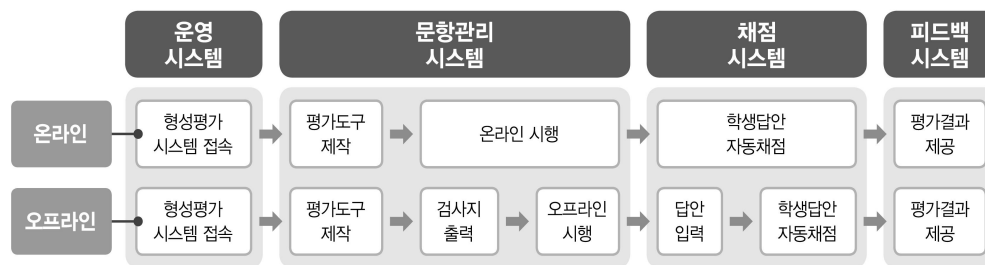 운영
시스템
문항관리
시스템
채점
시스템
피드백
시스템
온라인
형성평가
시스템 접속
평가도구
제작
온라인 시행
학생답안
자동채점
평가결과
제공
오프라인
형성평가
시스템 접속
평가도구
제작
검사지
출력
오프라인
시행
답안
입력
학생답안
자동채점
평가결과
제공